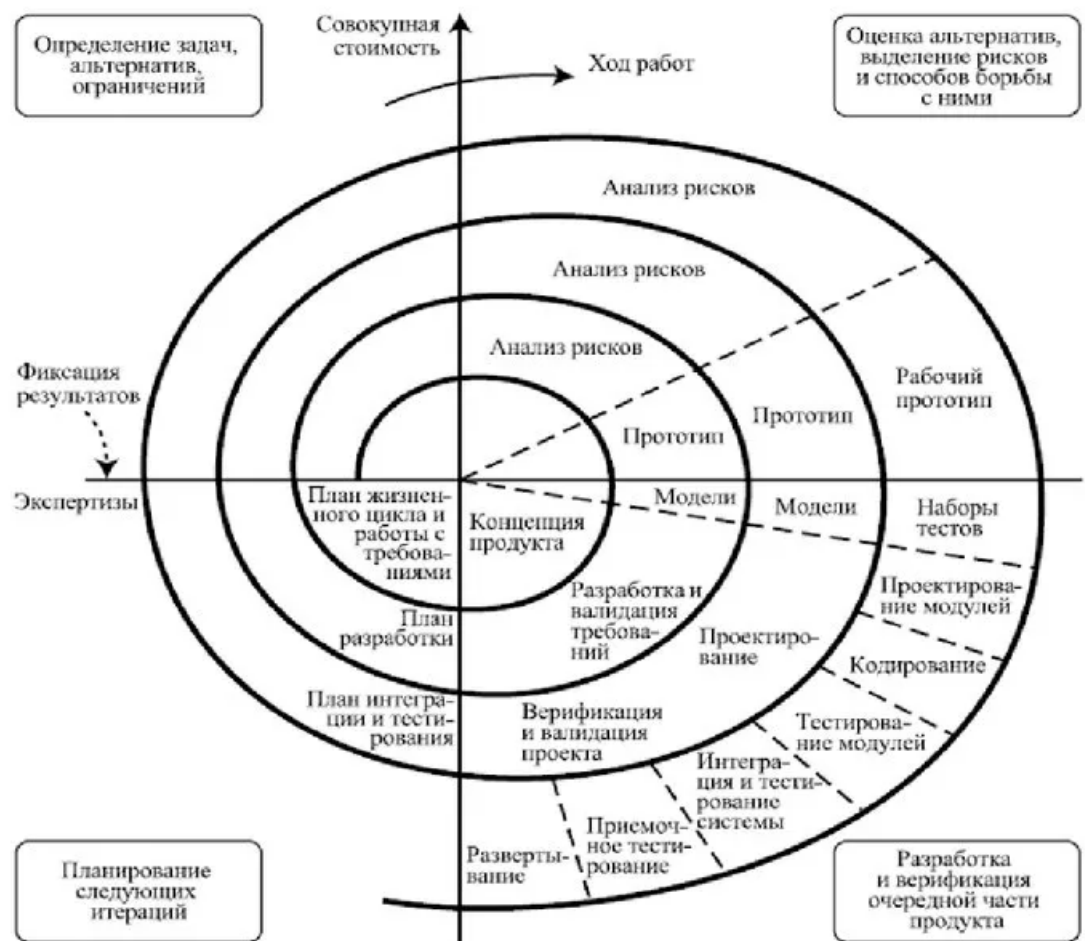 Определение задач,
альтернатив,
ограничений
Совокупная
стоимость
Ход работ
Оценка альтернатив,
выделение рисков
и способов борьбы
с ними
Анализ рисков
Анализ рисков
Анализ рисков
Фиксация
результатов
Рабочий
прототип
Прототип
Прототип
Экспертизы
План жизнен-
ного цикла и
работы с
требова-
ниями
Концепция
продукта
Модели
Модели
Наборы
тестов
План
разработки
Разработка и
валидация
требова-
ний
Проектиро-
вание
Проектирова-
ние модулей
Кодирование
План интегра-
ции и тести-
рования
Верификация
и валидация
проекта
Тестирова-
ние модулей
Интегра-
ция и тести-
рование
системы
Приемоч-
ное тести-
рование
Разверты-
вание
Планирование
следующих
итераций
Разработка
и верификация
очередной части
продукта